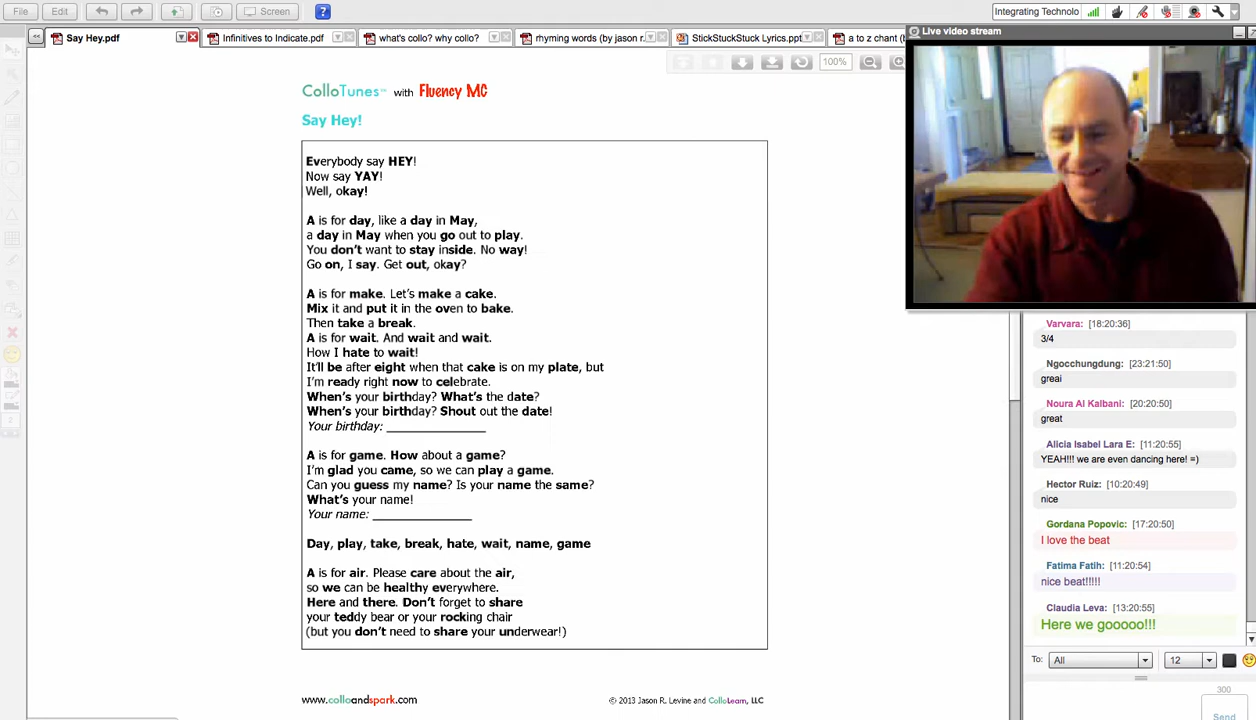 File
Edit
Screen
?
Integrating Technolo
Say Hey.pdf
Infinitives to Indicate.pdf
what's collo? why collo?
rhyming words (by jason r.
StickStuckStuck Lyrics.ppt
a to z chant (b
100%
Live video stream
ColloTunes™ with Fluency MC
Say Hey!
Everybody say HEY!
Now say YAY!
Well, okay!
A is for day, like a day in May,
a day in May when you go out to play.
You don't want to stay inside. No way!
Go on, I say. Get out, okay?
A is for make. Let's make a cake.
Mix it and put it in the oven to bake.
Then take a break.
A is for wait. And wait and wait.
How I hate to wait!
It'll be after eight when that cake is on my plate, but
I'm ready right now to celebrate.
When's your birthday? What's the date?
When's your birthday? Shout out the date!
Your birthday: _______________
A is for game. How about a game?
I'm glad you came, so we can play a game.
Can you guess my name? Is your name the same?
What's your name!
Your name: _______________
Day, play, take, break, hate, wait, name, game
A is for air. Please care about the air,
so we can be healthy everywhere.
Here and there. Don't forget to share
your teddy bear or your rocking chair
(but you don't need to share your underwear!)
www.colloandspark.com
© 2013 Jason R. Levine and ColloLearn, LLC
Varvara: [18:20:36]
3/4
Ngocchungdung: [23:21:50]
greai
Noura Al Kalbani: [20:20:50]
great
Alicia Isabel Lara E: [11:20:55]
YEAH!!! we are even dancing here! =)
Hector Ruiz: [10:20:49]
nice
Gordana Popovic: [17:20:50]
I love the beat
Fatima Fatih: [11:20:54]
nice beat!!!!!
Claudia Leva: [13:20:55]
Here we gooooo!!!
To:
All
12
300
Send